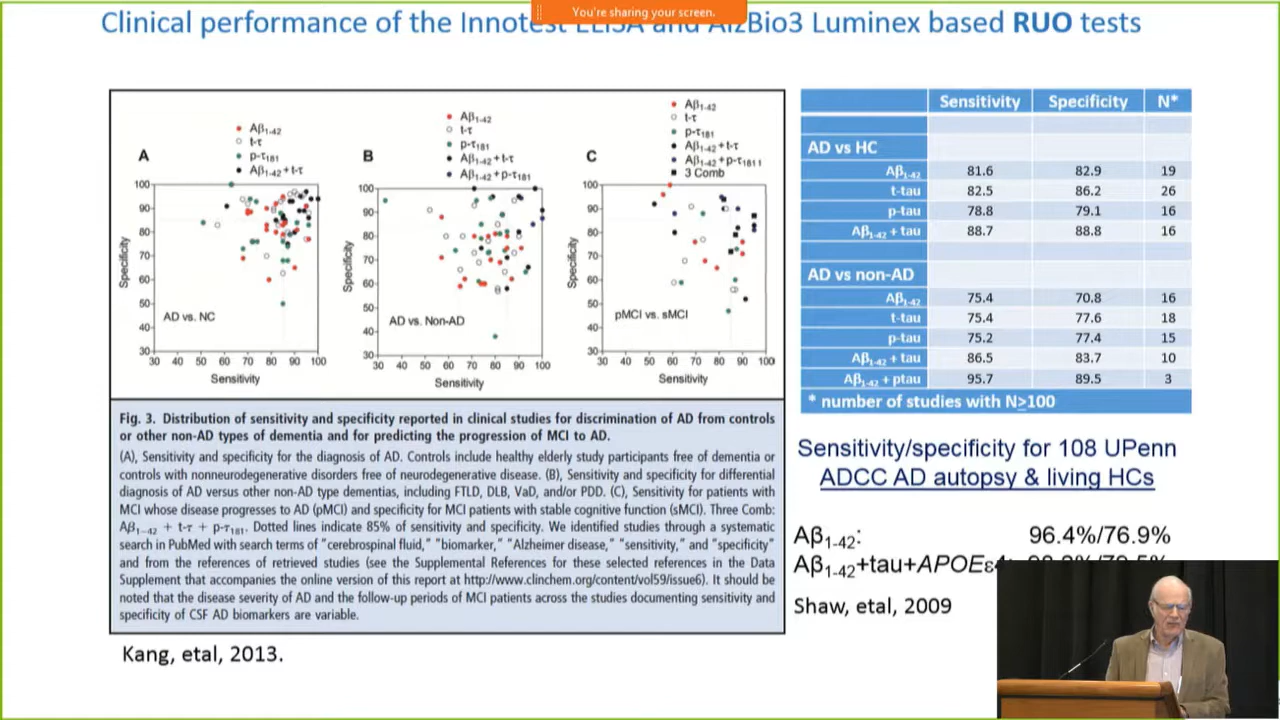 You're sharing your screen.
Clinical performance of the Innotest ELISA and AlzBio3 Luminex based RUO tests
Aβ1-42
t-τ
p-τ181
Aβ1-42 + t-τ
A
100
90
80
70
60
50
40
30
Specificity
AD vs. NC
30 40 50 60 70 80 90 100
Sensitivity
Aβ1-42
t-τ
p-τ181
Aβ1-42 + t-τ
Aβ1-42 + p-τ181
B
100
90
80
70
60
50
40
30
Specificity
AD vs. Non-AD
30 40 50 60 70 80 90 100
Sensitivity
Aβ1-42
t-τ
p-τ181
Aβ1-42 + t-τ
Aβ1-42 + p-τ1811
3 Comb
C
100
90
80
70
60
50
40
30
Specificity
pMCI vs. sMCI
30 40 50 60 70 80 90 100
Sensitivity
Fig. 3. Distribution of sensitivity and specificity reported in clinical studies for discrimination of AD from controls
or other non-AD types of dementia and for predicting the progression of MCI to AD.
(A), Sensitivity and specificity for the diagnosis of AD. Controls include healthy elderly study participants free of dementia or
controls with nonneurodegenerative disorders free of neurodegenerative disease. (B), Sensitivity and specificity for differential
diagnosis of AD versus other non-AD type dementias, including FTLD, DLB, VaD, and/or PDD. (C), Sensitivity for patients with
MCI whose disease progresses to AD (pMCI) and specificity for MCI patients with stable cognitive function (sMCI). Three Comb:
Aβ1-42 + t-τ + p-τ181. Dotted lines indicate 85% of sensitivity and specificity. We identified studies through a systematic
search in PubMed with search terms of "cerebrospinal fluid," "biomarker," "Alzheimer disease," "sensitivity," and "specificity"
and from the references of retrieved studies (see the Supplemental References for these selected references in the Data
Supplement that accompanies the online version of this report at http://www.clinchem.org/content/vol59/issue6). It should be
noted that the disease severity of AD and the follow-up periods of MCI patients across the studies documenting sensitivity and
specificity of CSF AD biomarkers are variable.
Kang, etal, 2013.
Sensitivity Specificity N*
AD vs HC
Aβ1-42 81.6 82.9 19
t-tau 82.5 86.2 26
p-tau 78.8 79.1 16
Aβ1-42 + tau 88.7 88.8 16
AD vs non-AD
Aβ1-42 75.4 70.8 16
t-tau 75.4 77.6 18
p-tau 75.2 77.4 15
Aβ1-42 + tau 86.5 83.7 10
Aβ1-42 + ptau 95.7 89.5 3
* number of studies with N≥100
Sensitivity/specificity for 108 UPenn
ADCC AD autopsy & living HCs
Aβ1-42: 96.4%/76.9%
Aβ1-42+tau+APOEε4:
Shaw, etal, 2009